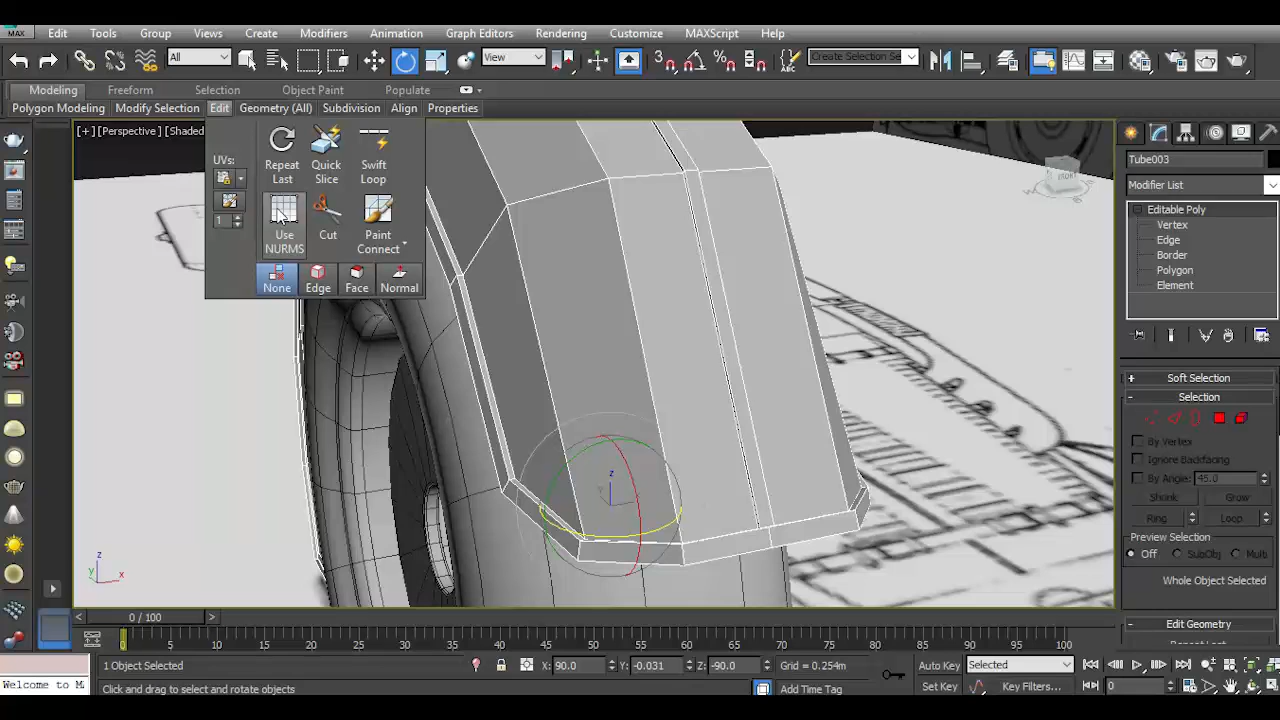 MAX Edit Tools Group Views Create Modifiers Animation Graph Editors Rendering Customize MAXScript Help
All View Create Selection Se
Modeling Freeform Selection Object Paint Populate
Polygon Modeling Modify Selection Edit Geometry (All) Subdivision Align Properties
[+] [Perspective] [Shaded
UVs:
1
Repeat Last
Quick Slice
Swift Loop
Use NURMS
Cut
Paint Connect
None Edge Face Normal
FRONT
Tube003
Modifier List
Editable Poly
Vertex
Edge
Border
Polygon
Element
Soft Selection
Selection
By Vertex
Ignore Backfacing
By Angle: 45.0
Shrink Grow
Ring Loop
Preview Selection
Off SubObj Multi
Whole Object Selected
Edit Geometry
z
z
y x
0 / 100
0 5 10 15 20 25 30 35 40 45 50 55 60 65 70 75 80 85 90 95 100
1 Object Selected X: 90.0 Y: -0.031 Z: -90.0 Grid = 0.254m Auto Key Selected
Welcome to M. Click and drag to select and rotate objects Add Time Tag Set Key Key Filters... 0